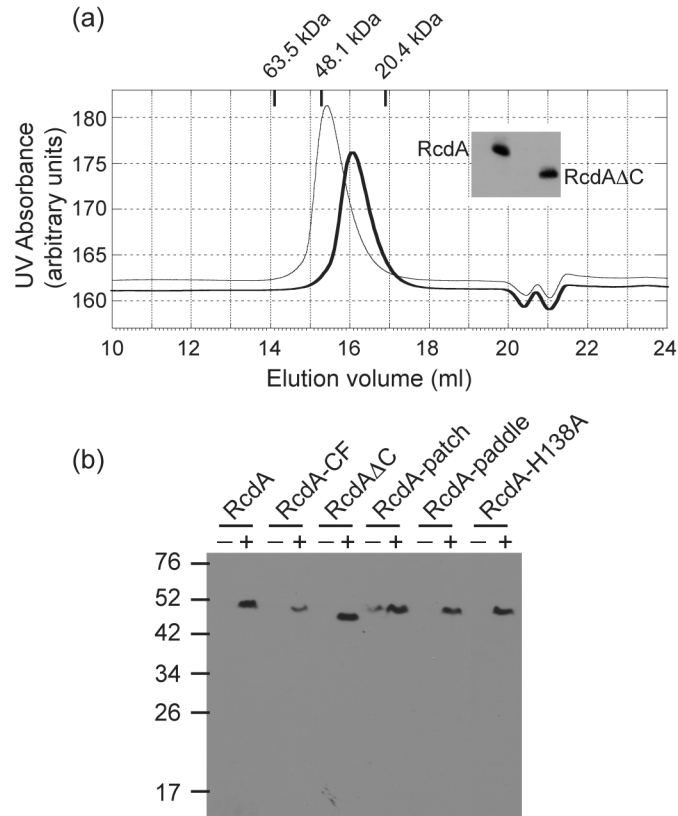 (a)
63.5 kDa
48.1 kDa
20.4 kDa
UV Absorbance
(arbitrary units)
180
175
170
165
160
RcdA
RcdAΔC
10 12 14 16 18 20 22 24
Elution volume (ml)
(b)
RcdA
RcdA-CF
RcdAΔC
RcdA-patch
RcdA-paddle
RcdA-H138A
– + – + – + – + – + – +
76
52
42
34
26
17